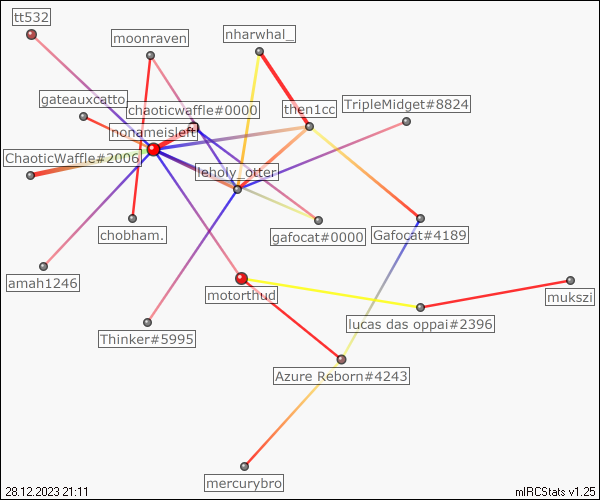 tt532
moonraven
nharwhal_
gateauxcatto
chaoticwaffle#0000
then1cc
TripleMidget#8824
nonameisleft
ChaoticWaffle#2006
leholy_otter
chobham.
gafocat#0000
Gafocat#4189
amah1246
motorthud
mukszi
lucas das oppai#2396
Thinker#5995
Azure Reborn#4243
mercurybro
28.12.2023 21:11
mIRCStats v1.25